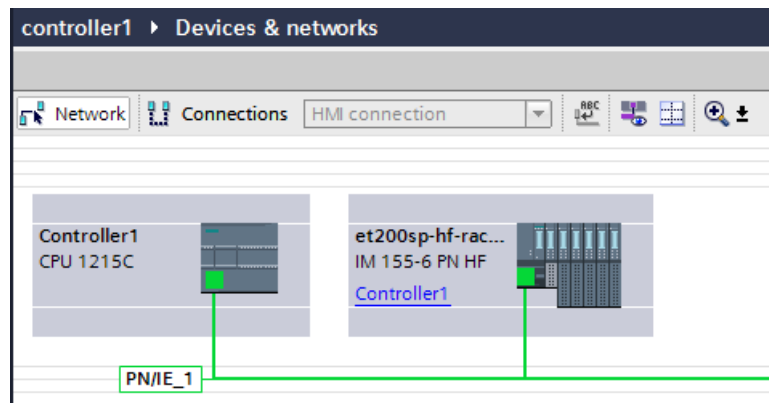 controller1 ▸ Devices & networks
Network Connections HMI connection ABC
Controller1
CPU 1215C
et200sp-hf-rac...
IM 155-6 PN HF
Controller1
PN/IE_1